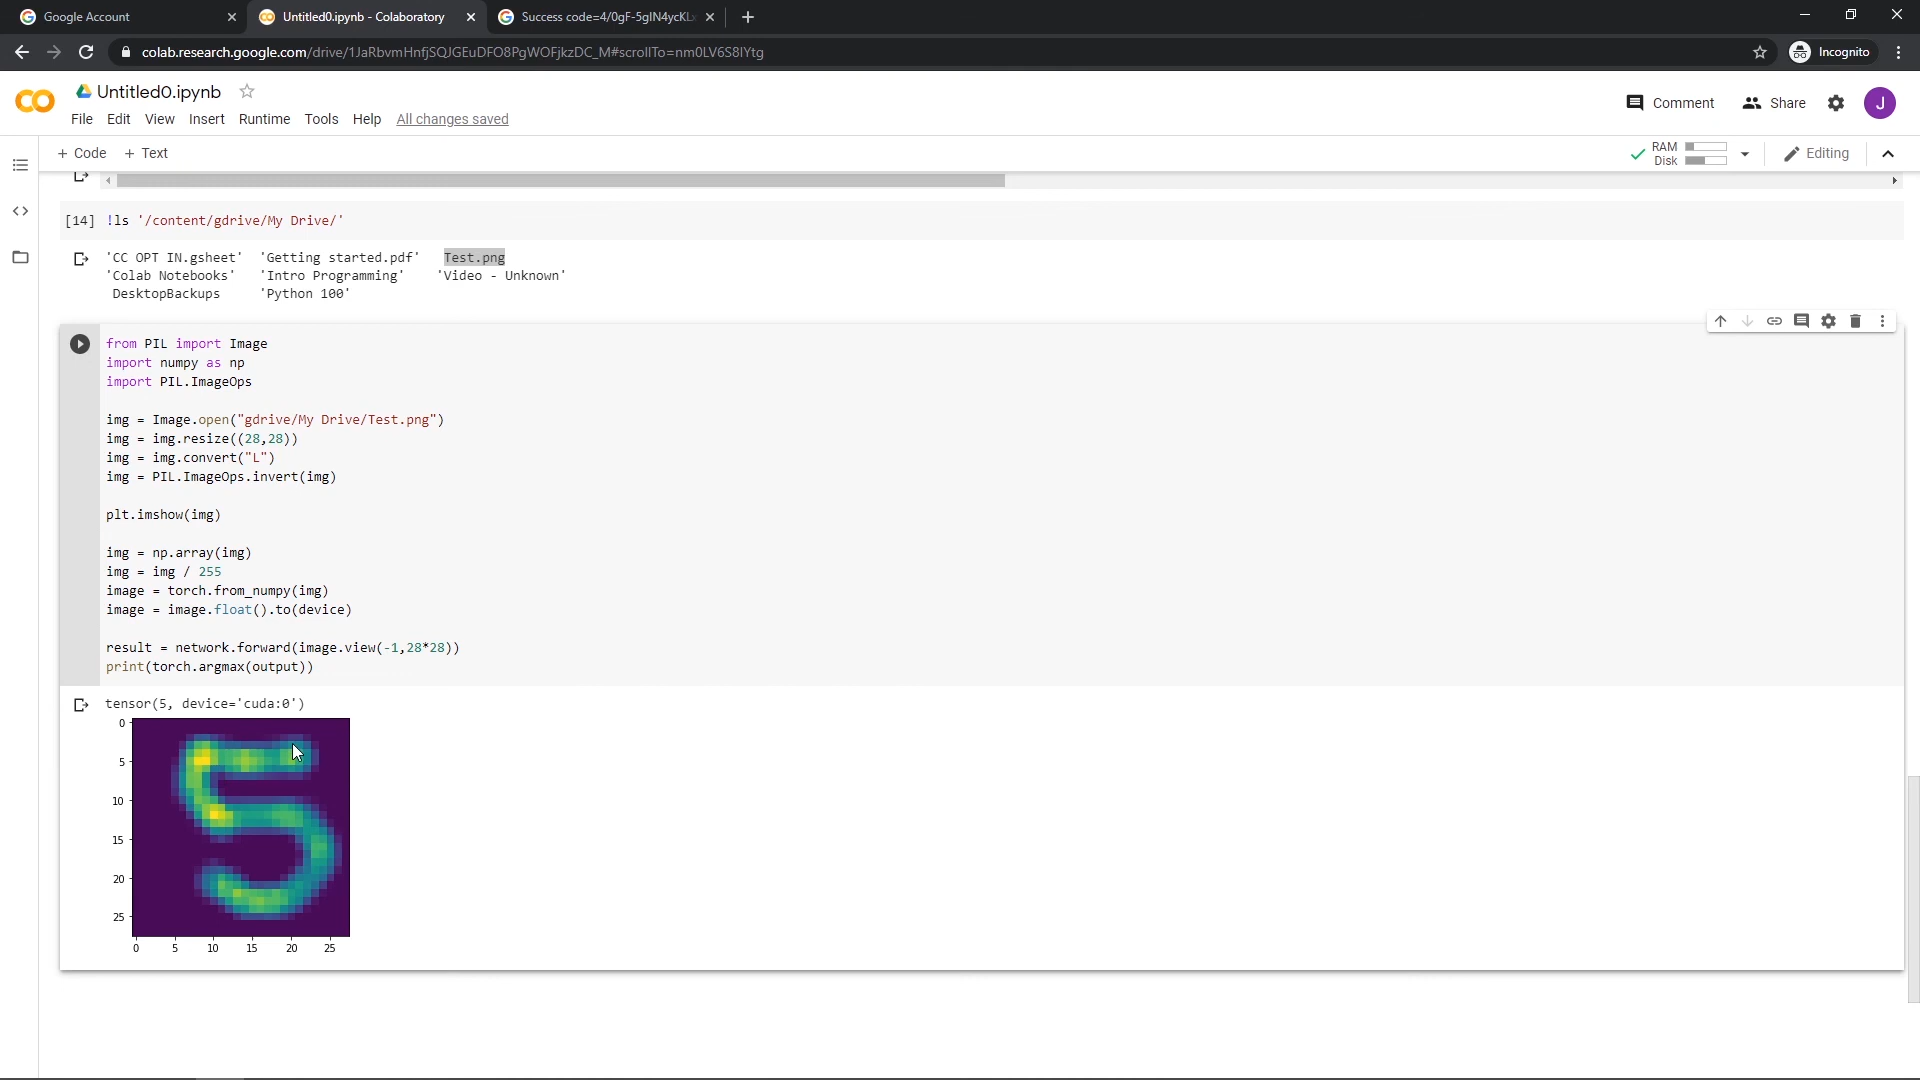 Google Account
Untitled0.ipynb - Colaboratory
Success code=4/0gF-5gIN4ycKL
colab.research.google.com/drive/1JaRbvmHnfjSQJGEuDFO8PgWOFjkzDC_M#scrollTo=nm0LV6S8lYtg
Incognito
CO
Untitled0.ipynb
Comment
Share
J
File Edit View Insert Runtime Tools Help All changes saved
+ Code + Text
RAM
Disk
Editing
[14] !ls '/content/gdrive/My Drive/'
'CC OPT IN.gsheet' 'Getting started.pdf' Test.png
'Colab Notebooks' 'Intro Programming' 'Video - Unknown'
DesktopBackups 'Python 100'
from PIL import Image
import numpy as np
import PIL.ImageOps
img = Image.open("gdrive/My Drive/Test.png")
img = img.resize((28,28))
img = img.convert("L")
img = PIL.ImageOps.invert(img)
plt.imshow(img)
img = np.array(img)
img = img / 255
image = torch.from_numpy(img)
image = image.float().to(device)
result = network.forward(image.view(-1,28*28))
print(torch.argmax(output))
tensor(5, device='cuda:0')
0
5
10
15
20
25
0 5 10 15 20 25
5